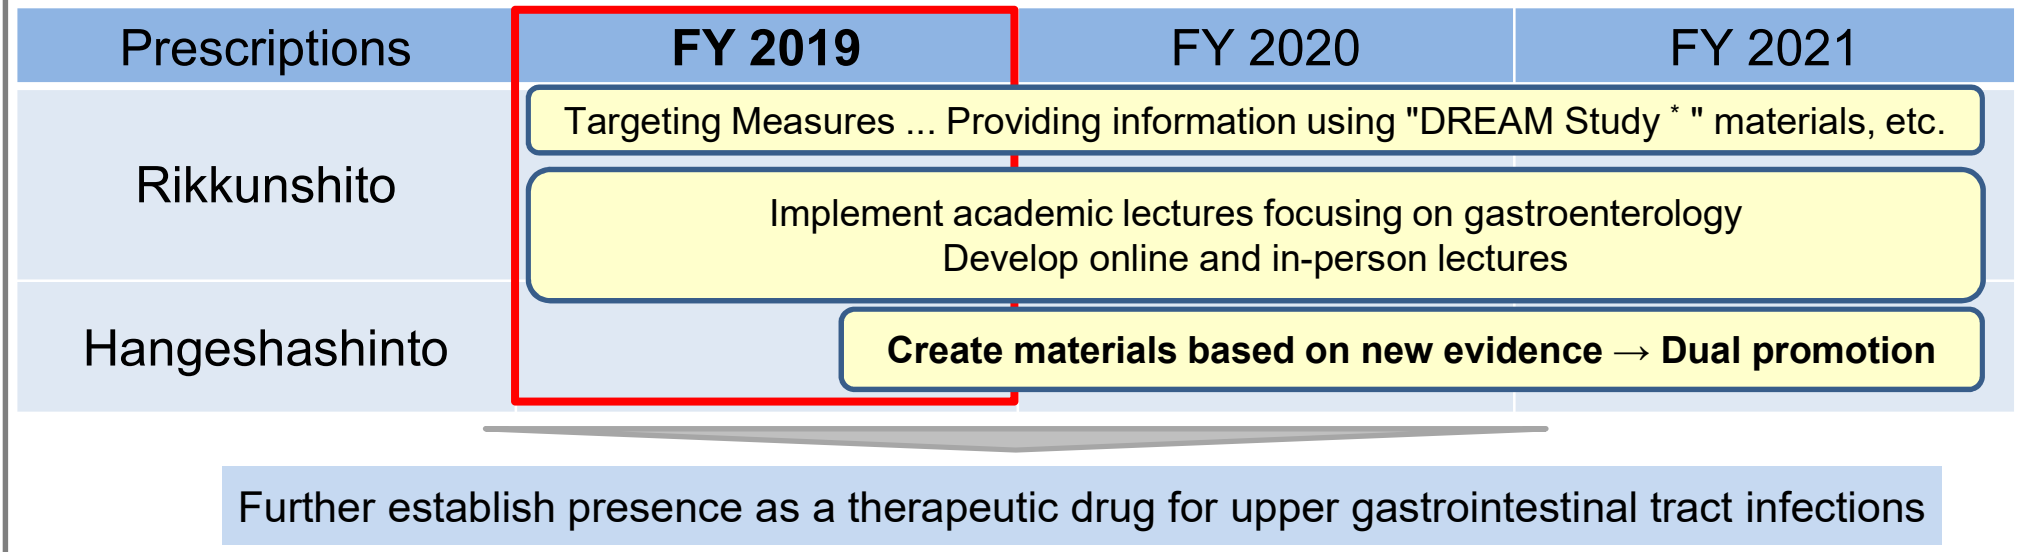 Prescriptions FY 2019 FY 2020 FY 2021
Targeting Measures ... Providing information using "DREAM Study * " materials, etc.
Rikkunshito
Implement academic lectures focusing on gastroenterology
Develop online and in-person lectures
Hangeshashinto
Create materials based on new evidence → Dual promotion
Further establish presence as a therapeutic drug for upper gastrointestinal tract infections